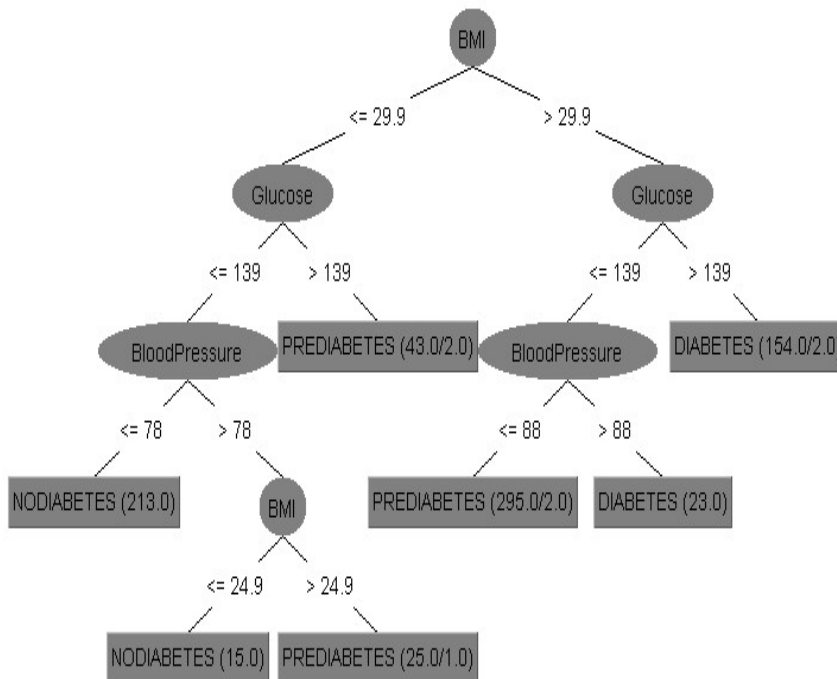 BMI
<= 29.9 > 29.9
Glucose Glucose
<= 139 > 139 <= 139 > 139
BloodPressure PREDIABETES (43.0/2.0) BloodPressure DIABETES (154.0/2.0)
<= 78 > 78 <= 88 > 88
NODIABETES (213.0) BMI PREDIABETES (295.0/2.0) DIABETES (23.0)
<= 24.9 > 24.9
NODIABETES (15.0) PREDIABETES (25.0/1.0)